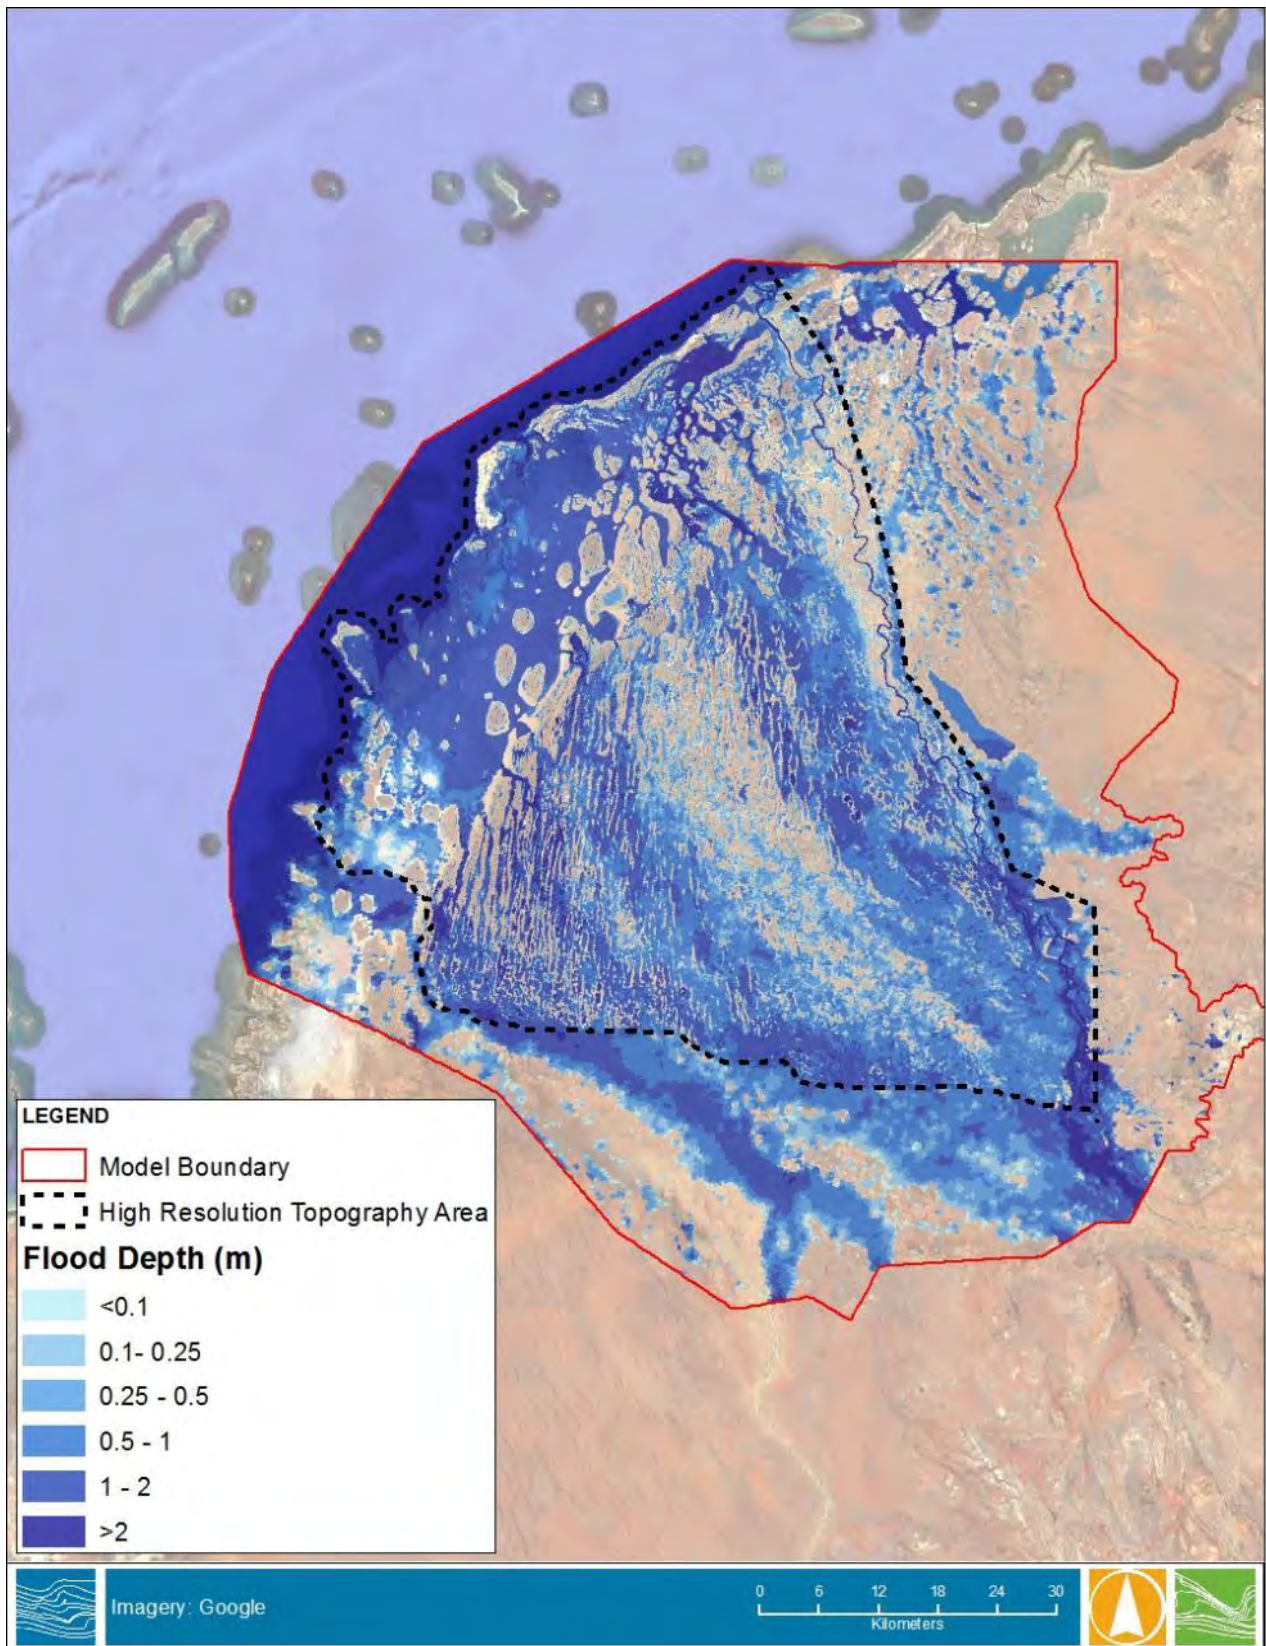 LEGEND
Model Boundary
High Resolution Topography Area
Flood Depth (m)
<0.1
0.1- 0.25
0.25 - 0.5
0.5 - 1
1 - 2
>2
Imagery: Google
0 6 12 18 24 30
Kilometers